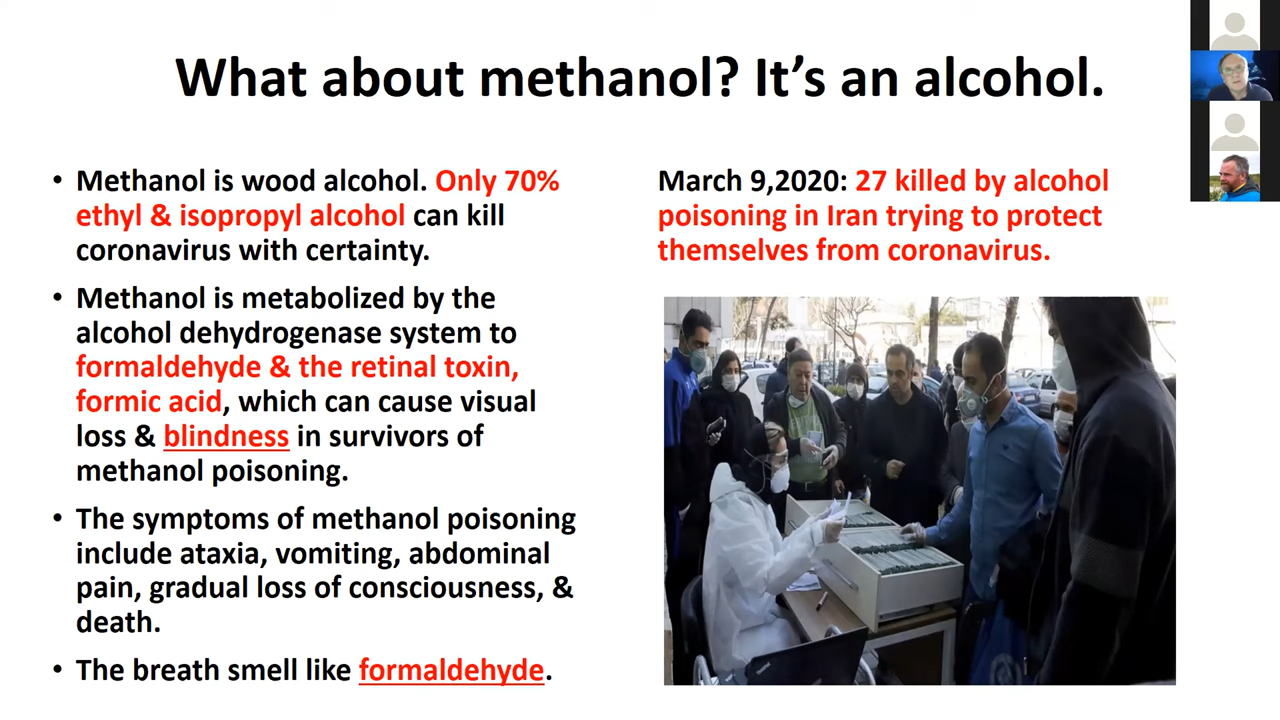 What about methanol? It’s an alcohol.
• Methanol is wood alcohol. Only 70%
ethyl & isopropyl alcohol can kill
coronavirus with certainty.
• Methanol is metabolized by the
alcohol dehydrogenase system to
formaldehyde & the retinal toxin,
formic acid, which can cause visual
loss & blindness in survivors of
methanol poisoning.
• The symptoms of methanol poisoning
include ataxia, vomiting, abdominal
pain, gradual loss of consciousness, &
death.
• The breath smell like formaldehyde.
March 9,2020: 27 killed by alcohol
poisoning in Iran trying to protect
themselves from coronavirus.